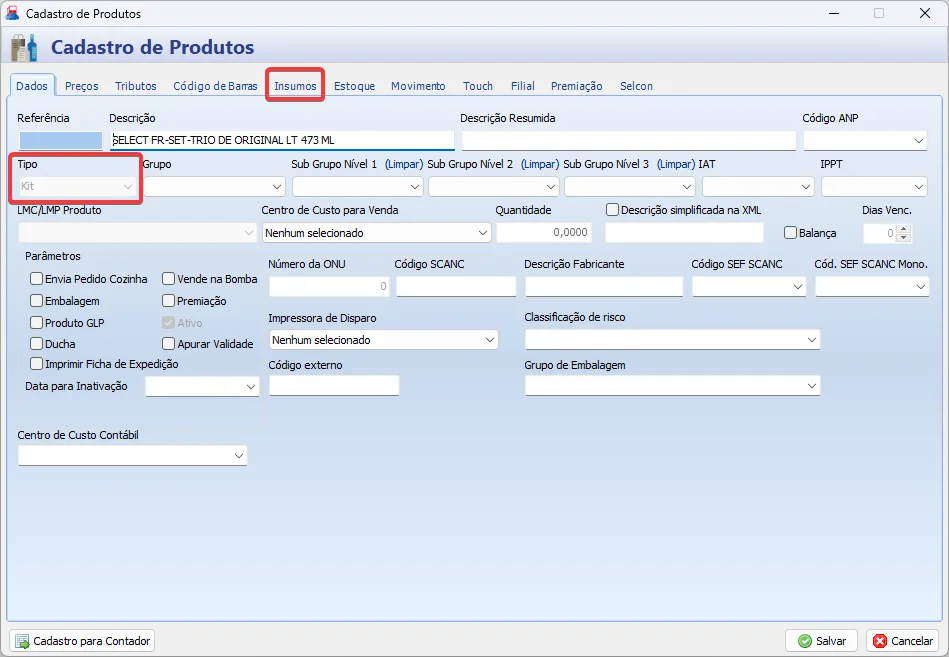 Cadastro de Produtos
Cadastro de Produtos
Dados Preços Tributos Código de Barras Insumos Estoque Movimento Touch Filial Premiação Selcon
Referência Descrição Descrição Resumida Código ANP
SELECT FR-SET-TRIO DE ORIGINAL LT 473 ML
Tipo Grupo Sub Grupo Nível 1 (Limpar) Sub Grupo Nível 2 (Limpar) Sub Grupo Nível 3 (Limpar) IAT IPPT
Kit
LMC/LMP Produto Centro de Custo para Venda Quantidade Descrição simplificada na XML Dias Venc.
Nenhum selecionado 0,0000 Balança 0
Parâmetros Número da ONU Código SCANC Descrição Fabricante Código SEF SCANC Cód. SEF SCANC Mono.
Envia Pedido Cozinha Vende na Bomba 0
Embalagem Premiação
Produto GLP Ativo Impressora de Disparo Classificação de risco
Ducha Apurar Validade Nenhum selecionado
Imprimir Ficha de Expedição Código externo Grupo de Embalagem
Data para Inativação
Centro de Custo Contábil
Cadastro para Contador Salvar Cancelar